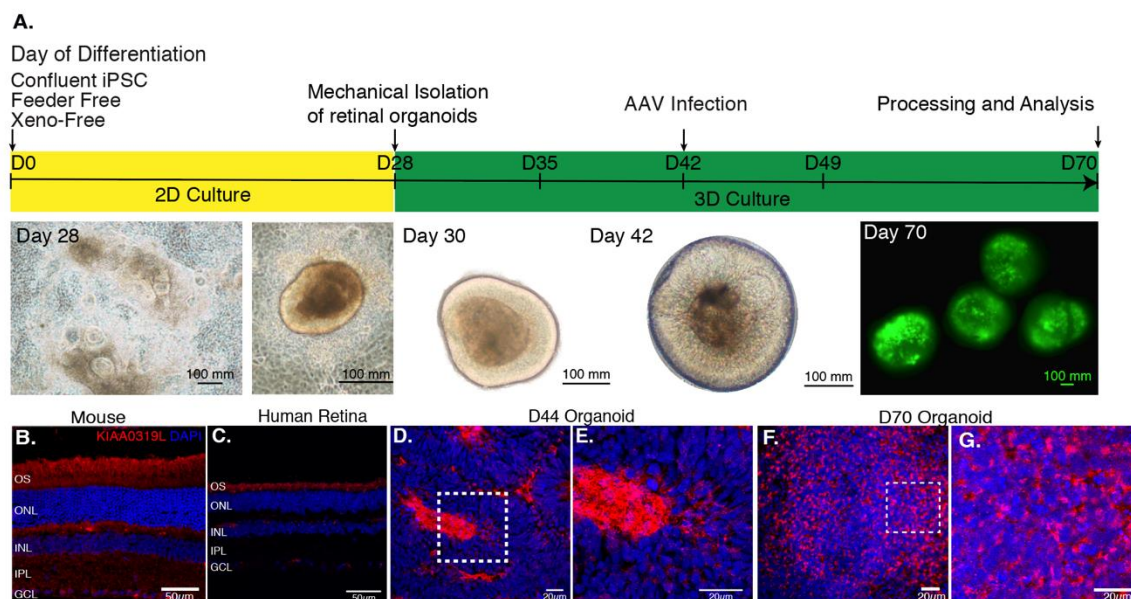 A.
Day of Differentiation
Confluent iPSC
Feeder Free
Xeno-Free
Mechanical Isolation
of retinal organoids
AAV Infection
Processing and Analysis
D0
D28
D35
D42
D49
D70
2D Culture
3D Culture
Day 28
100 mm
100 mm
Day 30
100 mm
Day 42
100 mm
Day 70
100 mm
Mouse
Human Retina
D44 Organoid
D70 Organoid
B.
KIAA0319L DAPI
OS
ONL
INL
IPL
GCL
50µm
C.
OS
ONL
INL
IPL
GCL
50µm
D.
20µm
E.
20µm
F.
20µm
G.
20µm